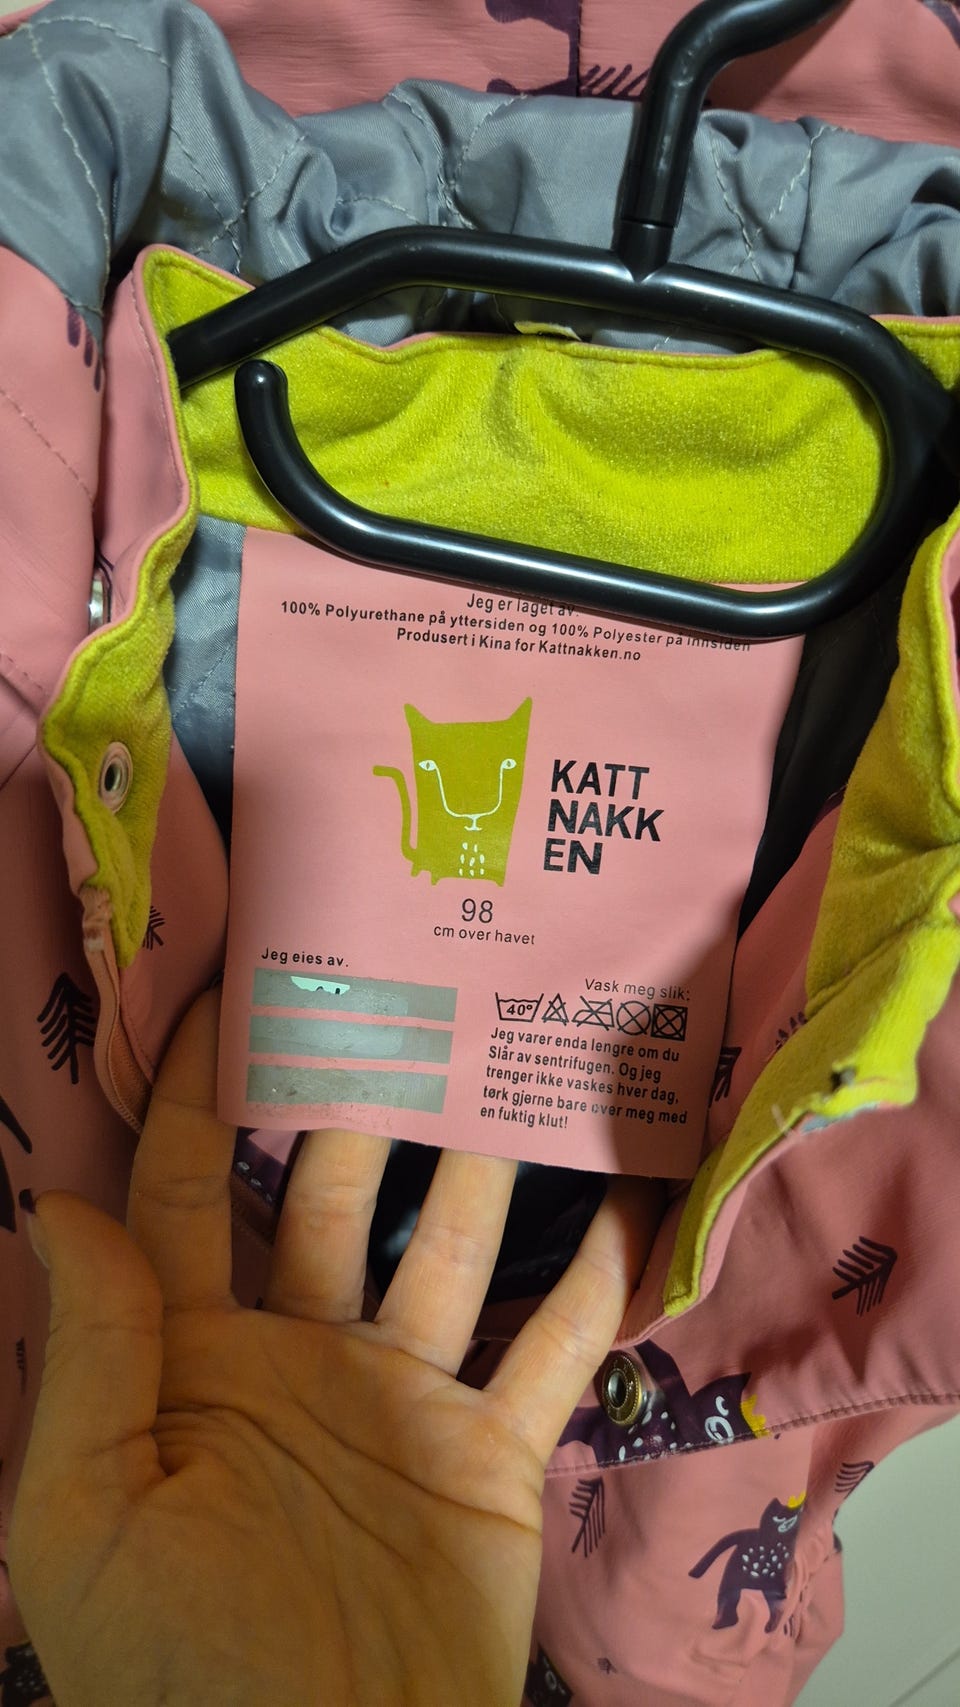 Jeg er laget av:
100% Polyurethane på yttersiden og 100% Polyester på innsiden
Produsert i Kina for Kattnakken.no
KATT
NAKK
EN
98
cm over havet
Jeg eies av:
Vask meg slik:
40°
Jeg varer enda lengre om du
Slår av sentrifugen. Og jeg
trenger ikke vaskes hver dag,
tørk gjerne bare over meg med
en fuktig klut!